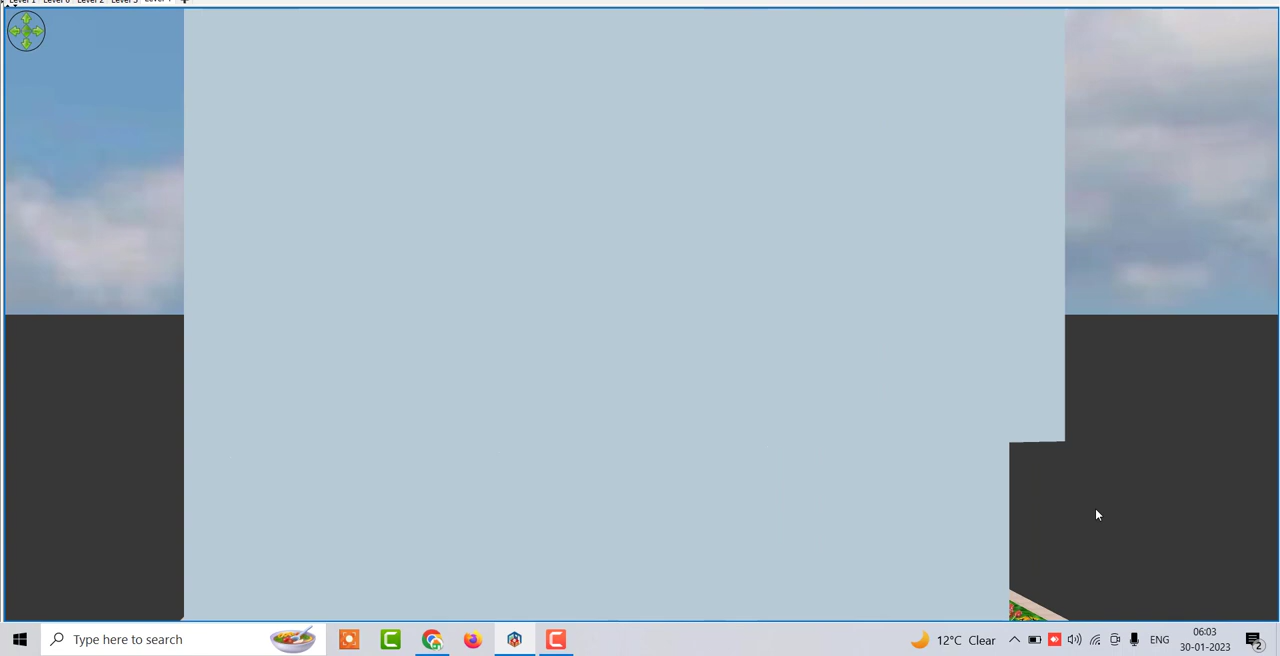 Level 1 Level 0 Level 2 Level 3
Type here to search
12°C Clear
ENG
06:03
30-01-2023
2